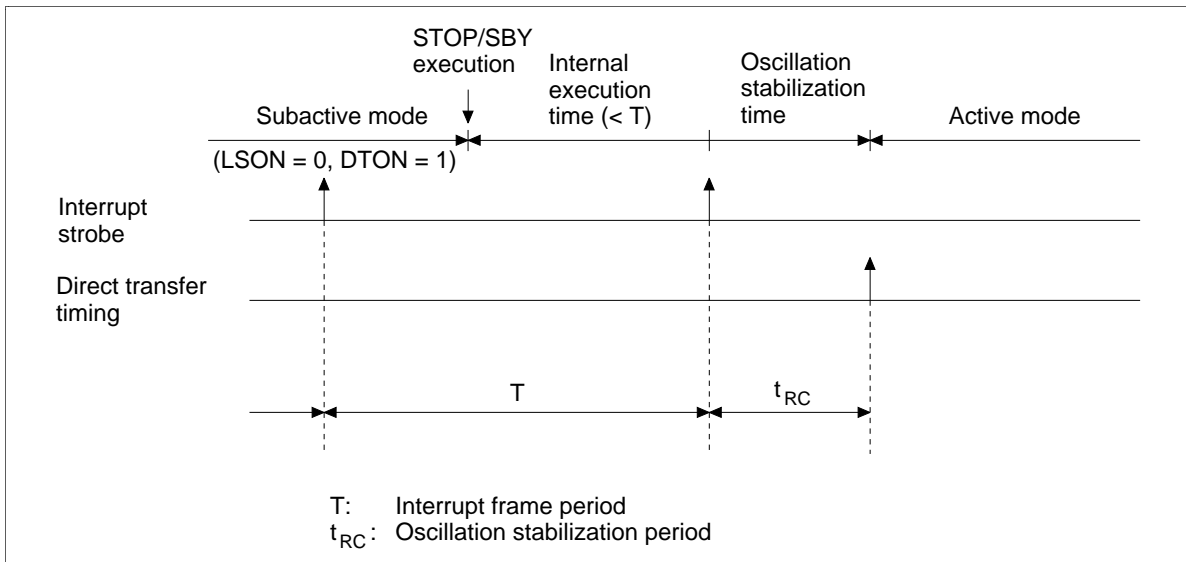 STOP/SBY
execution
Internal
execution
time (< T)
Oscillation
stabilization
time
Subactive mode
Active mode
(LSON = 0, DTON = 1)
Interrupt
strobe
Direct transfer
timing
T
tRC
T: Interrupt frame period
tRC: Oscillation stabilization period